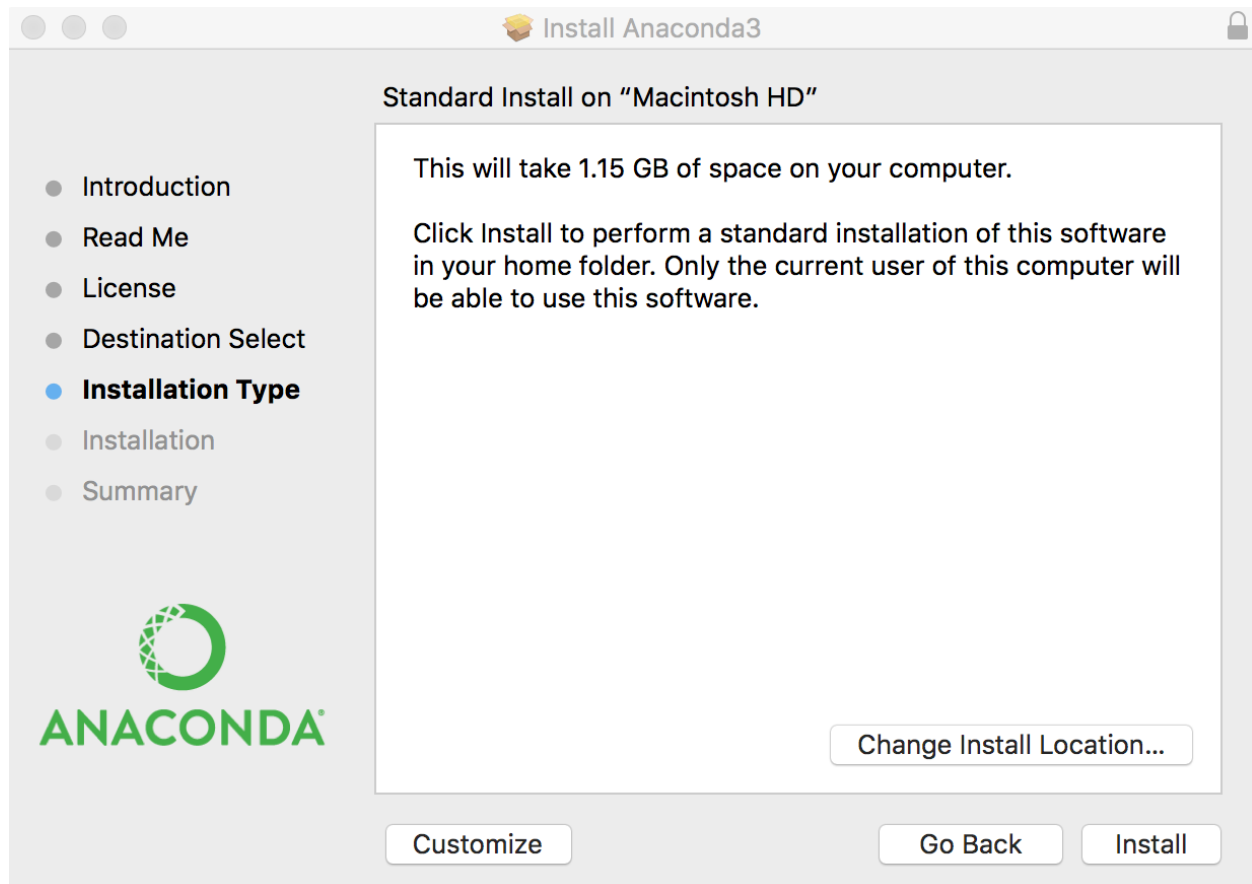 Install Anaconda3
Standard Install on “Macintosh HD”
Introduction
Read Me
License
Destination Select
Installation Type
Installation
Summary
This will take 1.15 GB of space on your computer.
Click Install to perform a standard installation of this software
in your home folder. Only the current user of this computer will
be able to use this software.
ANACONDA®
Change Install Location...
Customize
Go Back
Install